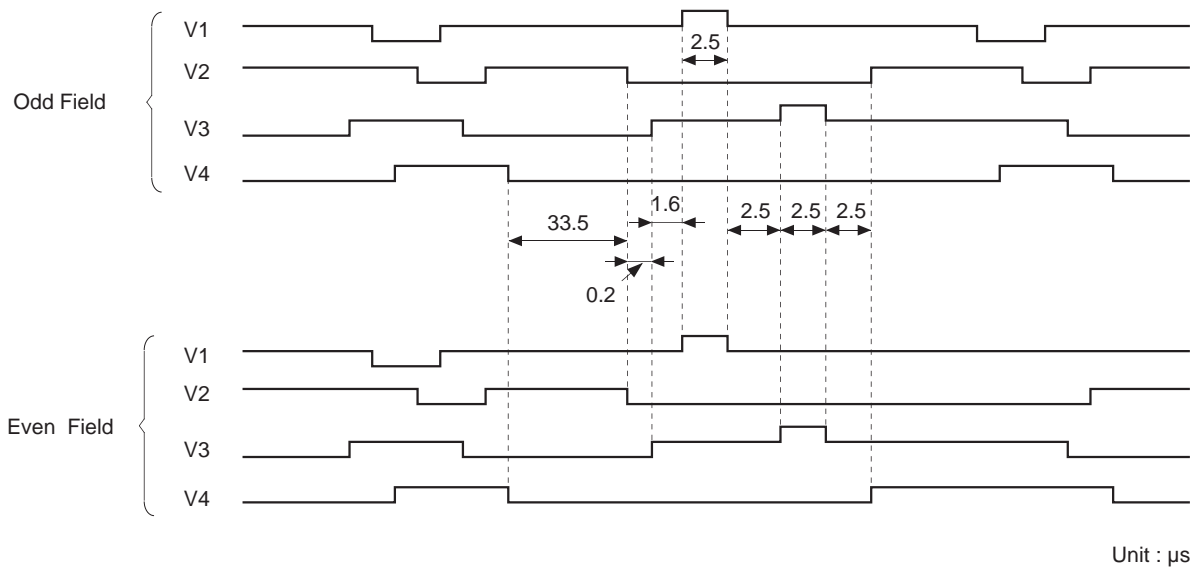 V1
2.5
V2
Odd Field
V3
V4
1.6
33.5
2.5 2.5 2.5
0.2
V1
V2
Even Field
V3
V4
Unit : µs